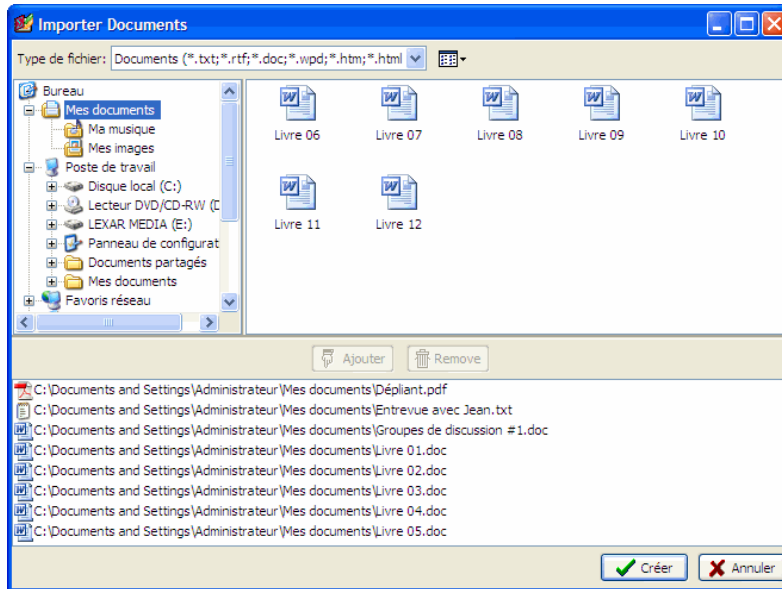 Importer Documents
Type de fichier: Documents (*.txt;*.rtf;*.doc;*.wpd;*.htm;*.html
Bureau
Mes documents
Ma musique
Mes images
Poste de travail
Disque local (C:)
Lecteur DVD/CD-RW (D
LEXAR MEDIA (E:)
Panneau de configurat
Documents partagés
Mes documents
Favoris réseau
Livre 06 Livre 07 Livre 08 Livre 09 Livre 10
Livre 11 Livre 12
Ajouter Remove
C:\Documents and Settings\Administrateur\Mes documents\Dépliant.pdf
C:\Documents and Settings\Administrateur\Mes documents\Entrevue avec Jean.txt
C:\Documents and Settings\Administrateur\Mes documents\Groupes de discussion #1.doc
C:\Documents and Settings\Administrateur\Mes documents\Livre 01.doc
C:\Documents and Settings\Administrateur\Mes documents\Livre 02.doc
C:\Documents and Settings\Administrateur\Mes documents\Livre 03.doc
C:\Documents and Settings\Administrateur\Mes documents\Livre 04.doc
C:\Documents and Settings\Administrateur\Mes documents\Livre 05.doc
Créer Annuler